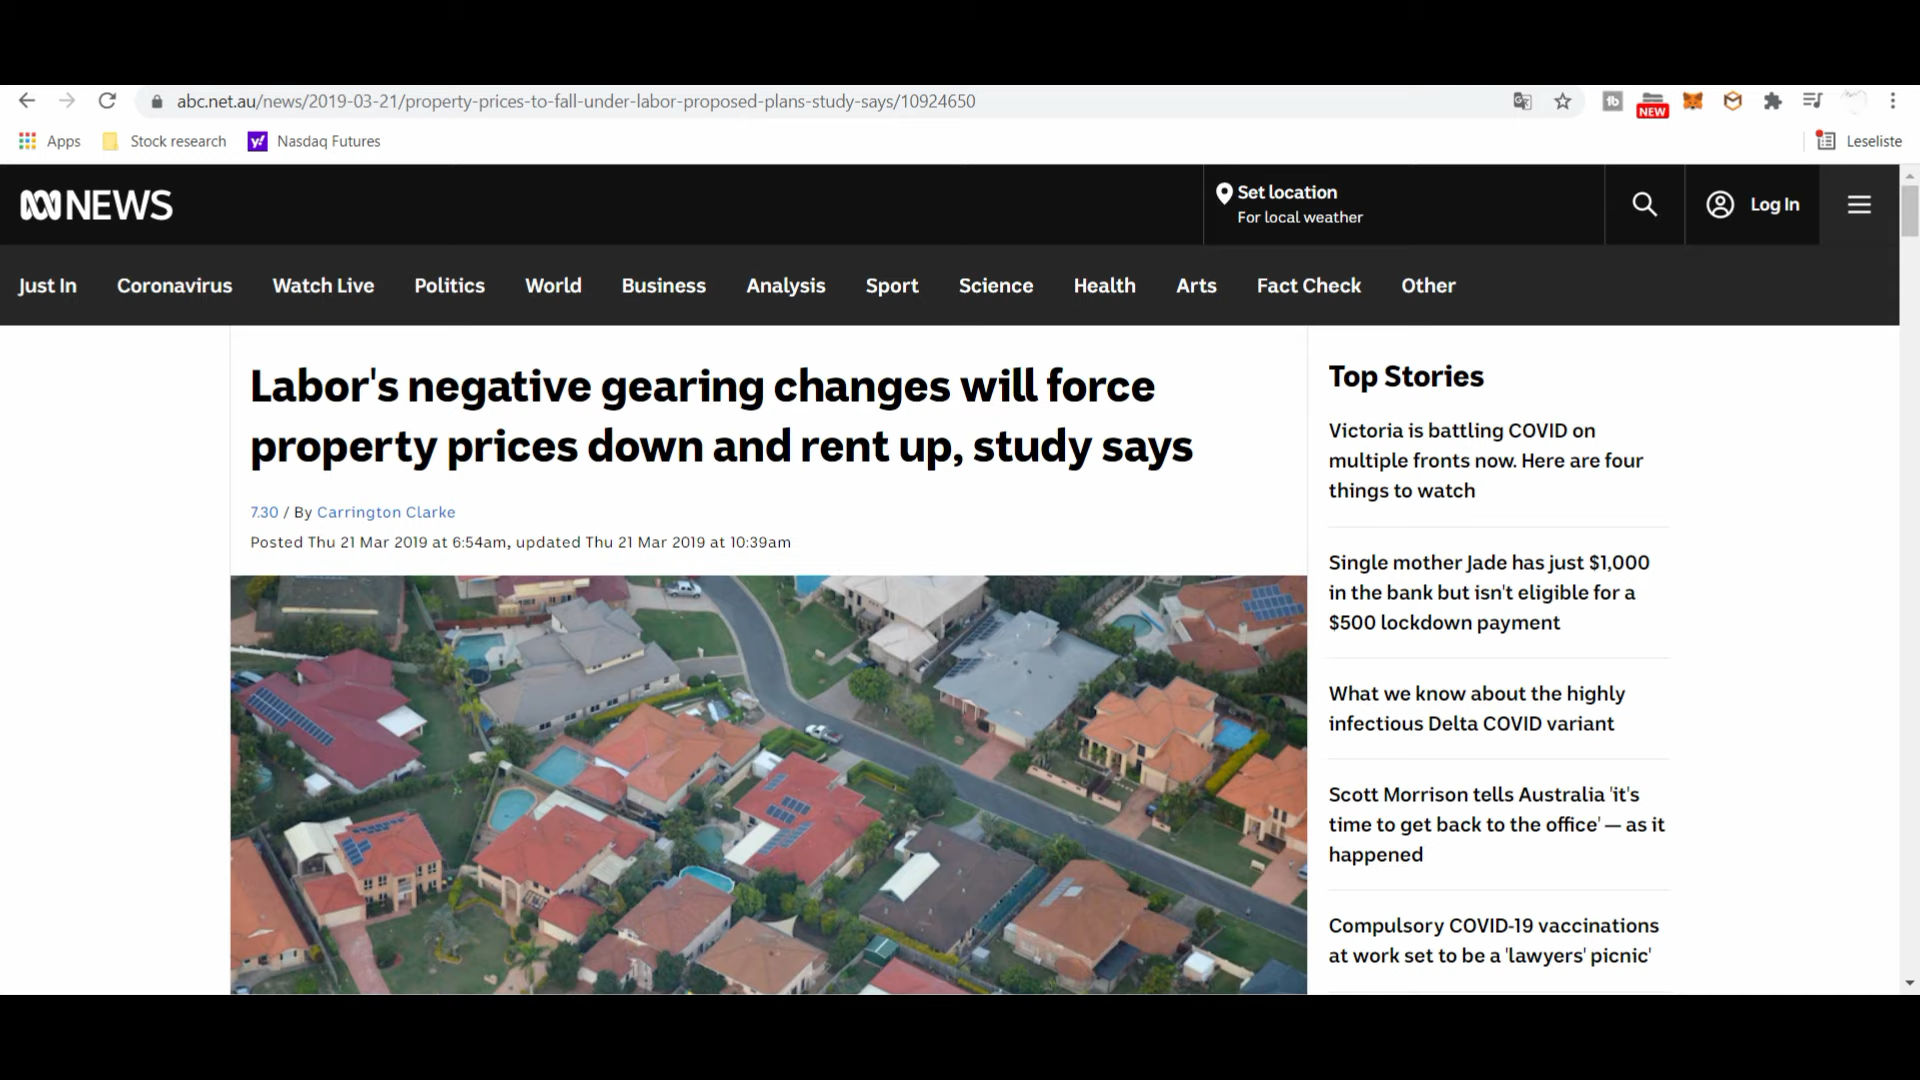 abc.net.au/news/2019-03-21/property-prices-to-fall-under-labor-proposed-plans-study-says/10924650
tb
NEW
Apps
Stock research
y!
Nasdaq Futures
Leseliste
NEWS
Set location
For local weather
Log In
Just In
Coronavirus
Watch Live
Politics
World
Business
Analysis
Sport
Science
Health
Arts
Fact Check
Other
Labor's negative gearing changes will force
property prices down and rent up, study says
7.30 / By Carrington Clarke
Posted Thu 21 Mar 2019 at 6:54am, updated Thu 21 Mar 2019 at 10:39am
Top Stories
Victoria is battling COVID on
multiple fronts now. Here are four
things to watch
Single mother Jade has just $1,000
in the bank but isn't eligible for a
$500 lockdown payment
What we know about the highly
infectious Delta COVID variant
Scott Morrison tells Australia 'it's
time to get back to the office' — as it
happened
Compulsory COVID-19 vaccinations
at work set to be a 'lawyers' picnic'